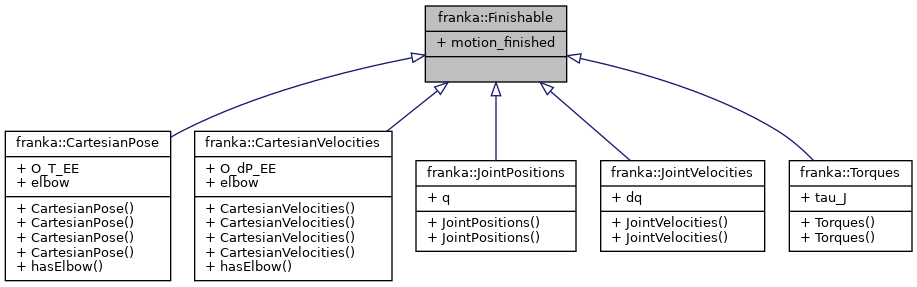 franka::Finishable
+ motion_finished
franka::CartesianPose
+ O_T_EE
+ elbow
+ CartesianPose()
+ CartesianPose()
+ CartesianPose()
+ CartesianPose()
+ hasElbow()
franka::CartesianVelocities
+ O_dP_EE
+ elbow
+ CartesianVelocities()
+ CartesianVelocities()
+ CartesianVelocities()
+ CartesianVelocities()
+ hasElbow()
franka::JointPositions
+ q
+ JointPositions()
+ JointPositions()
franka::JointVelocities
+ dq
+ JointVelocities()
+ JointVelocities()
franka::Torques
+ tau_J
+ Torques()
+ Torques()